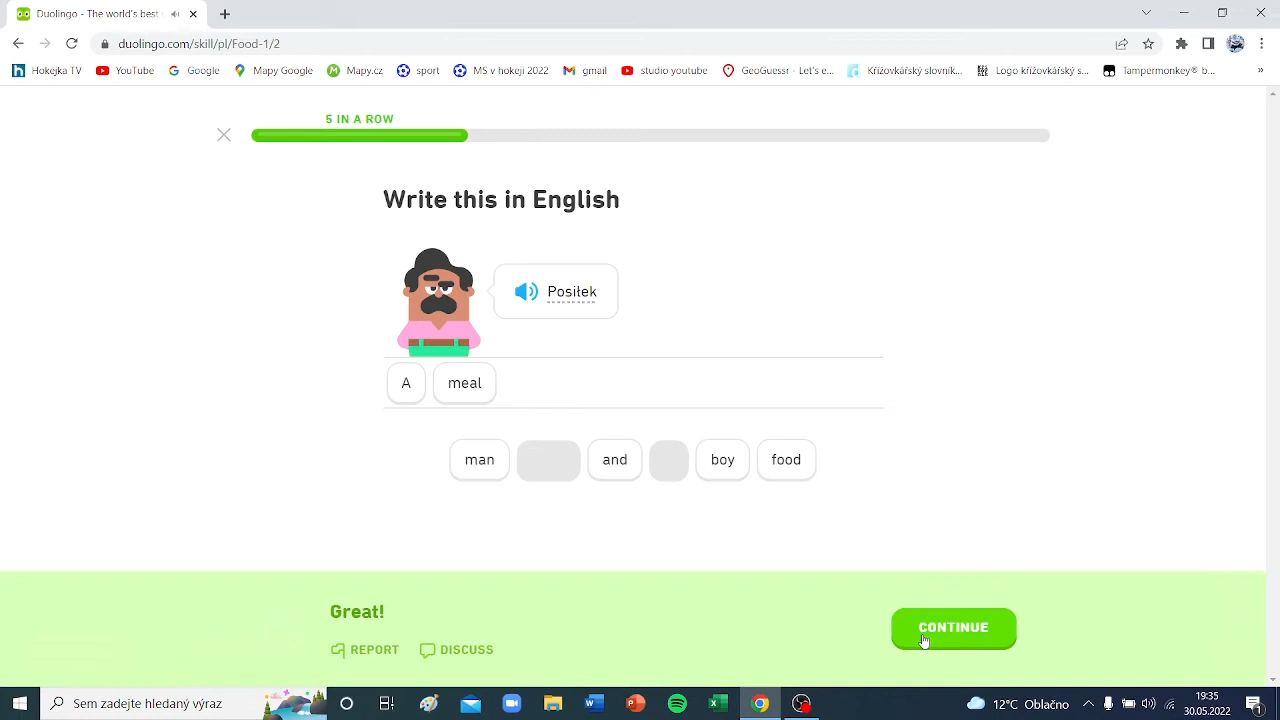 Duolingo - The world's best
duolingo.com/skill/pl/Food-1/2
Hokejka TV YouTube Google Mapy Google Mapy.cz sport MS v hokeji 2022 gmail studio youtube GeoGuessr - Let's e... Křížovkářský slovník... Logo křížovkářský s... Tampermonkey® b... »
5 IN A ROW
Write this in English
Posiłek
A meal
man and boy food
Great!
CONTINUE
REPORT DISCUSS
Sem zadejte hledaný výraz
12°C Oblačno
19:35
30.05.2022